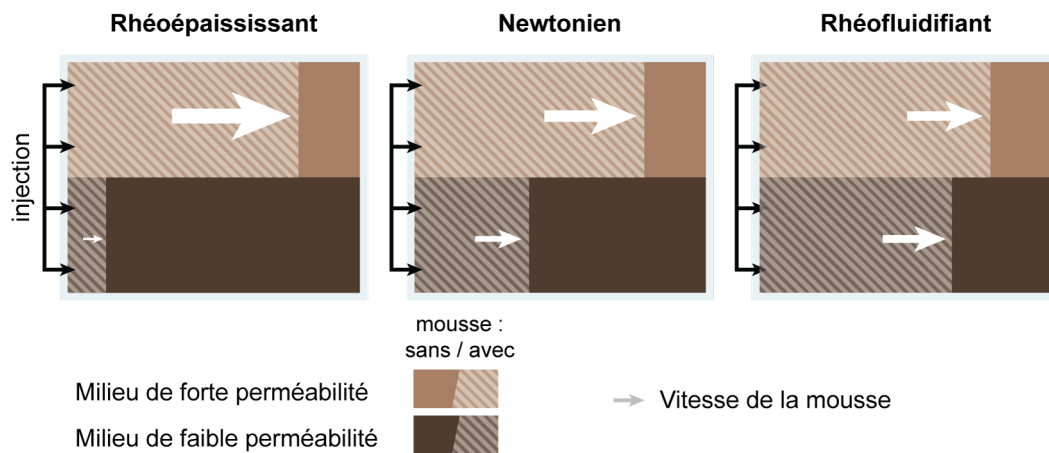 Rhéoépaississant
Newtonien
Rhéofluidifiant
injection
mousse :
sans / avec
Milieu de forte perméabilité
Vitesse de la mousse
Milieu de faible perméabilité